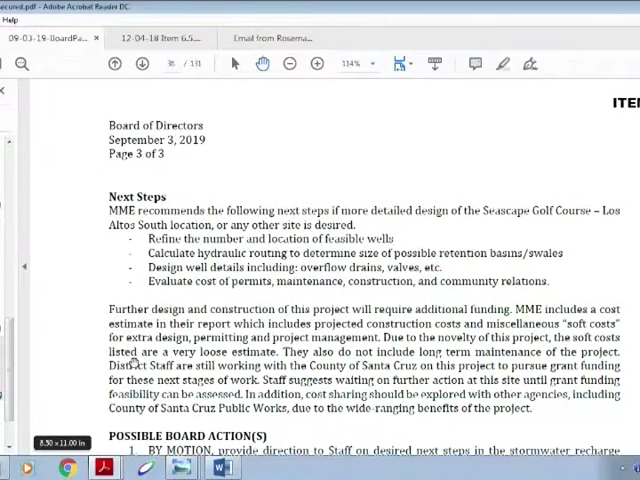 ecured.pdf - Adobe Acrobat Reader DC
Help
09-03-19-BoardPa... × 12-04-18 Item 6.5... Email from Rosema...
36 / 131 114%
ITEM
Board of Directors
September 3, 2019
Page 3 of 3
Next Steps
MME recommends the following next steps if more detailed design of the Seascape Golf Course – Los
Altos South location, or any other site is desired.
- Refine the number and location of feasible wells
- Calculate hydraulic routing to determine size of possible retention basins/swales
- Design well details including: overflow drains, valves, etc.
- Evaluate cost of permits, maintenance, construction, and community relations.
Further design and construction of this project will require additional funding. MME includes a cost
estimate in their report which includes projected construction costs and miscellaneous "soft costs"
for extra design, permitting and project management. Due to the novelty of this project, the soft costs
listed are a very loose estimate. They also do not include long term maintenance of the project.
District Staff are still working with the County of Santa Cruz on this project to pursue grant funding
for these next stages of work. Staff suggests waiting on further action at this site until grant funding
feasibility can be assessed. In addition, cost sharing should be explored with other agencies, including
County of Santa Cruz Public Works, due to the wide-ranging benefits of the project.
8.50 x 11.00 in
POSSIBLE BOARD ACTION(S)
1. BY MOTION, provide direction to Staff on desired next steps in the stormwater recharge